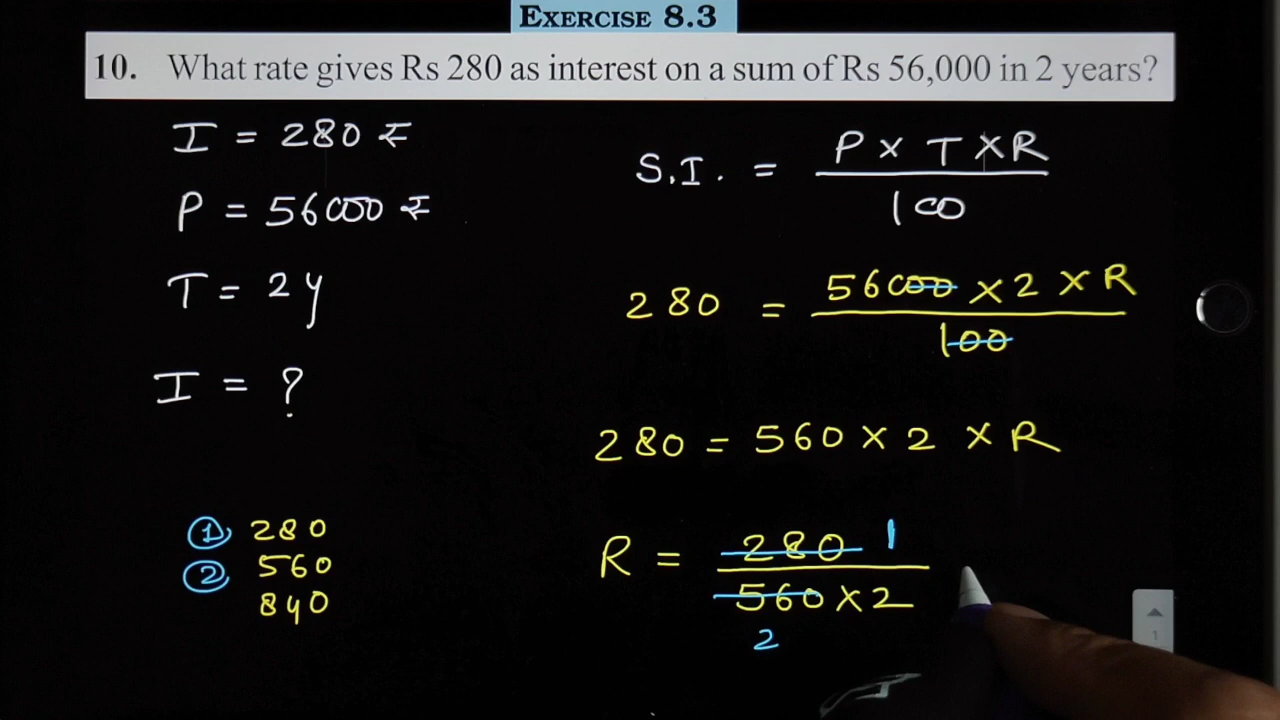 EXERCISE 8.3
10. What rate gives Rs 280 as interest on a sum of Rs 56,000 in 2 years?
I = 280 ₹
P = 56000 ₹
T = 2y
I = ?
① 280
② 560
840
S.I. = P × T × R
100
280 = 56000 × 2 × R
100
280 = 560 × 2 × R
R = 280 1
560 × 2
2
1